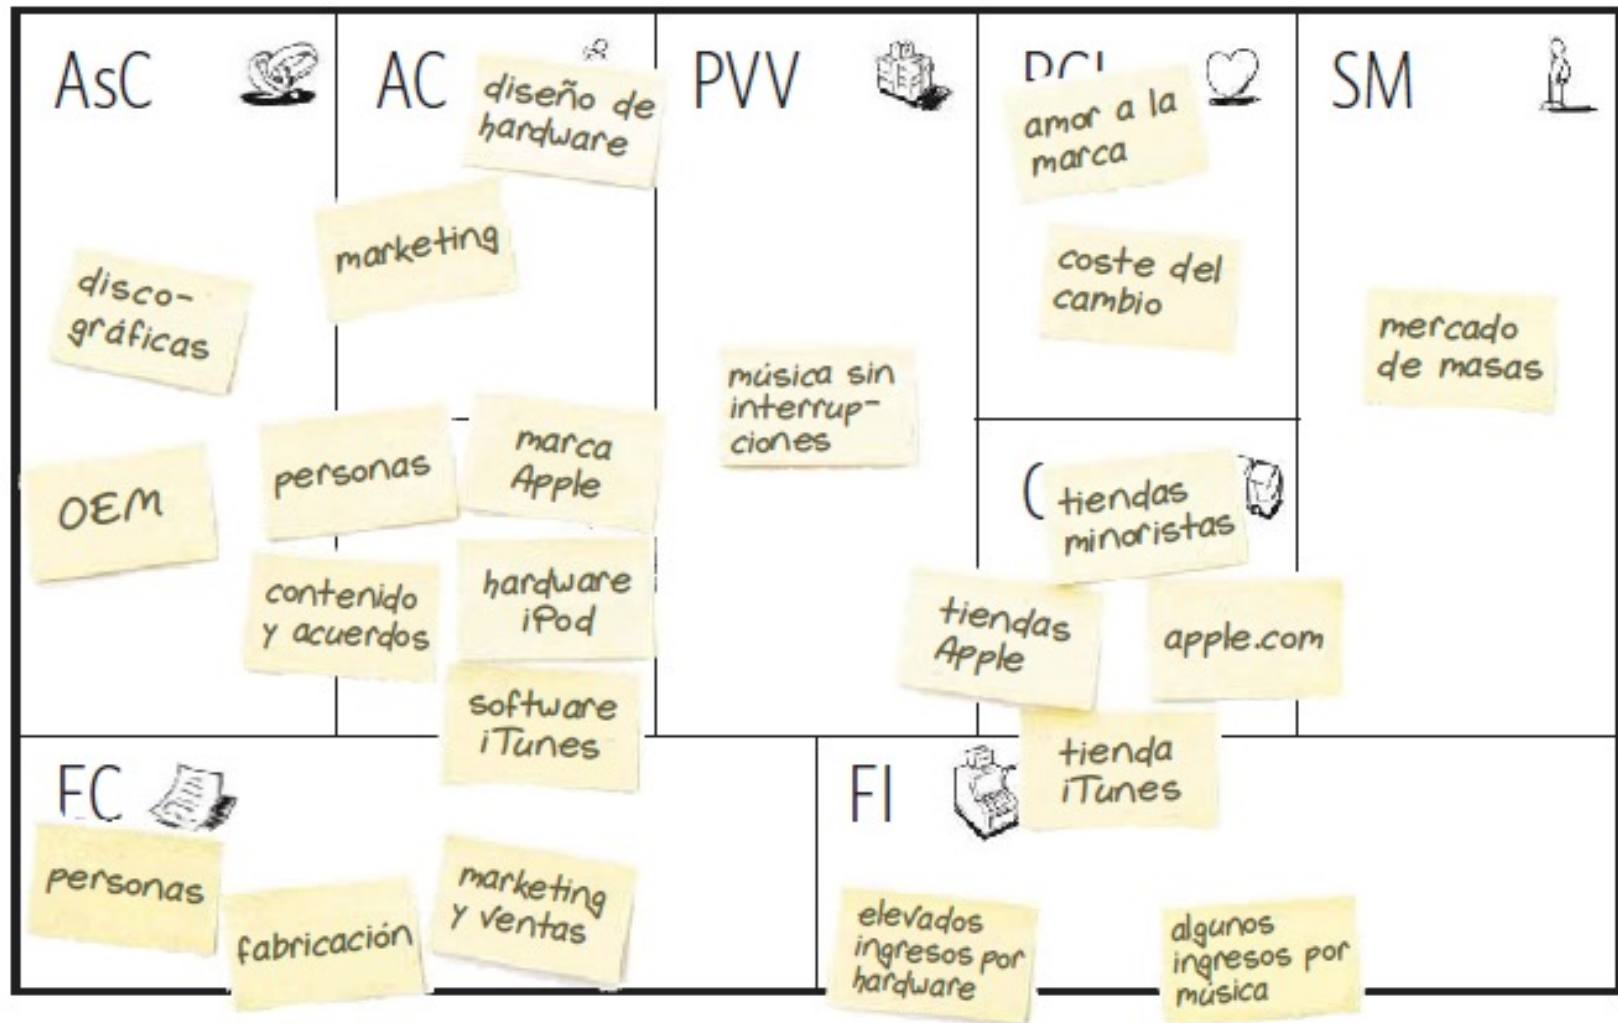 AsC
disco-
gráficas
OEM
AC
diseño de
hardware
marketing
personas
marca
Apple
contenido
y acuerdos
hardware
iPod
software
iTunes
PVV
música sin
interrup-
ciones
amor a la
marca
coste del
cambio
tiendas
minoristas
tiendas
Apple
apple.com
tienda
iTunes
SM
mercado
de masas
EC
personas
fabricación
marketing
y ventas
FI
elevados
ingresos por
hardware
algunos
ingresos por
música